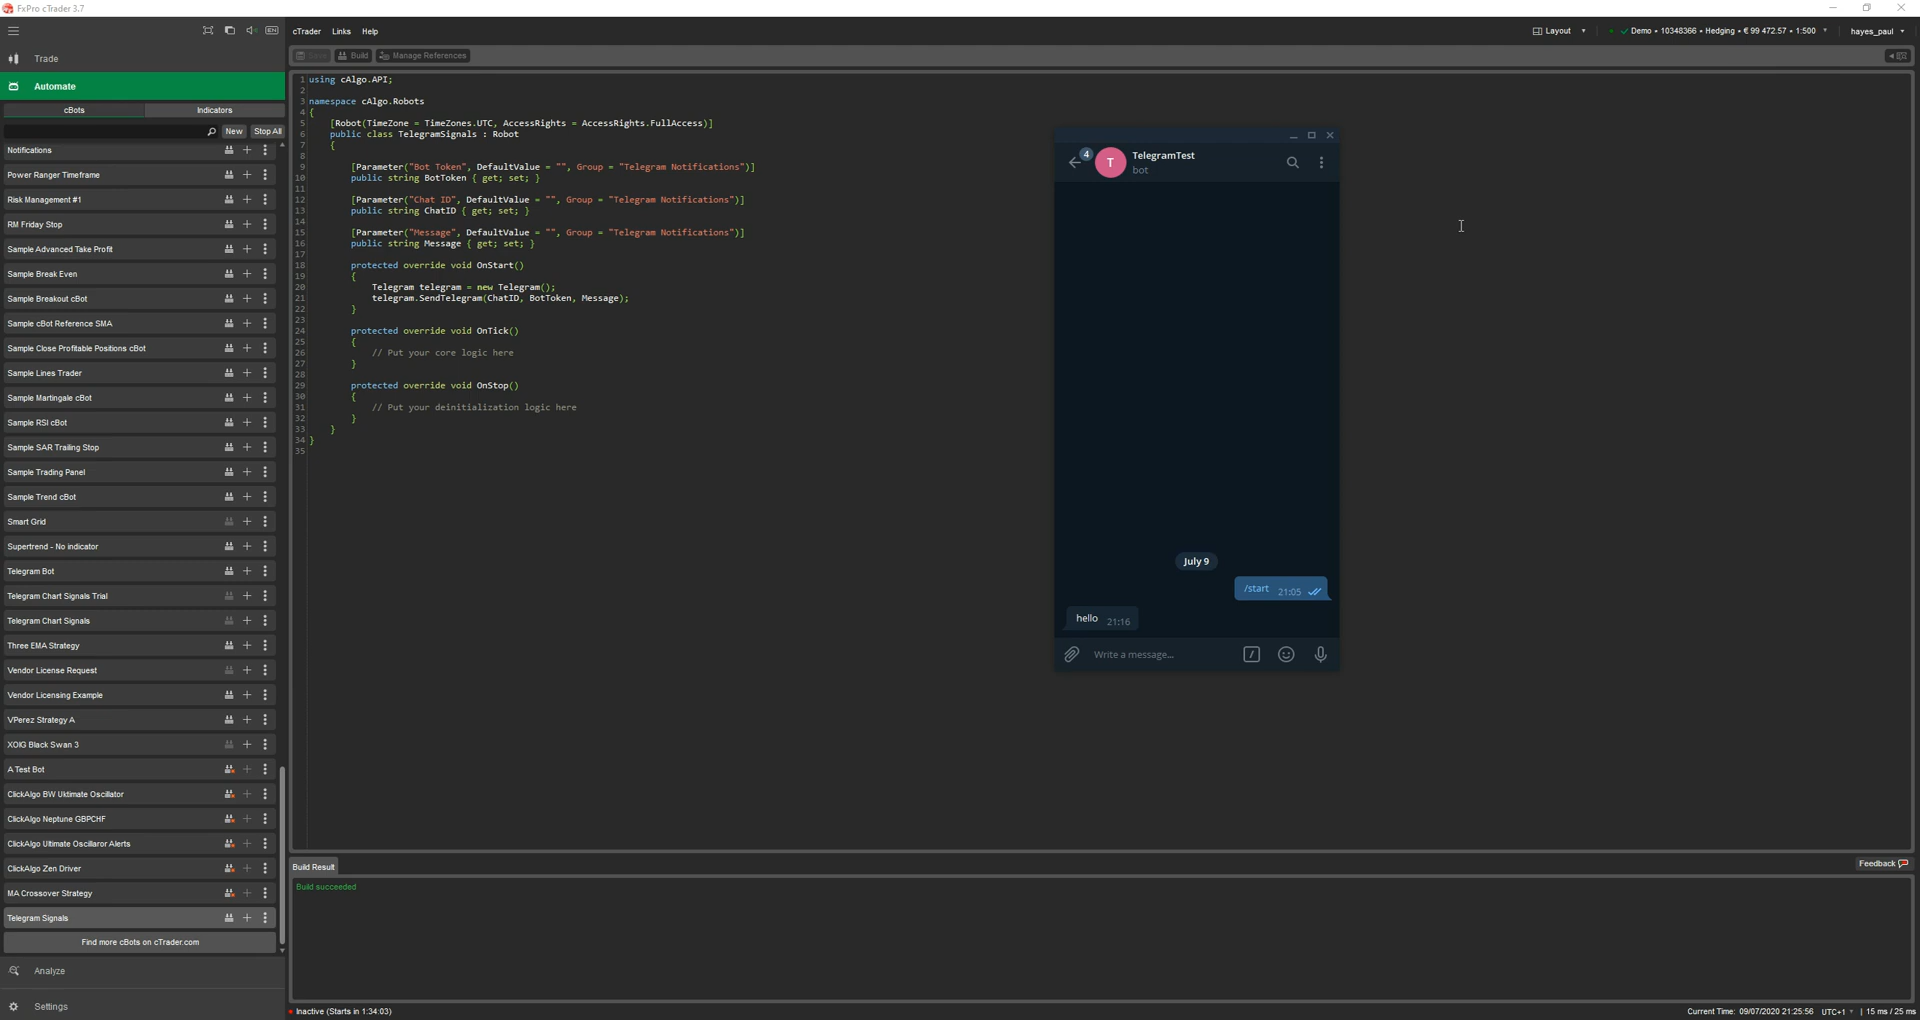 FxPro cTrader 3.7
EN
cTrader Links Help
Layout
Demo • 10348366 • Hedging • € 99 472.57 • 1:500
hayes_paul
Trade
Automate
cBots
Indicators
New
Stop All
Notifications
Power Ranger Timeframe
Risk Management #1
RM Friday Stop
Sample Advanced Take Profit
Sample Break Even
Sample Breakout cBot
Sample cBot Reference SMA
Sample Close Profitable Positions cBot
Sample Lines Trader
Sample Martingale cBot
Sample RSI cBot
Sample SAR Trailing Stop
Sample Trading Panel
Sample Trend cBot
Smart Grid
Supertrend - No indicator
Telegram Bot
Telegram Chart Signals Trial
Telegram Chart Signals
Three EMA Strategy
Vendor License Request
Vendor Licensing Example
VPerez Strategy A
XOIG Black Swan 3
A Test Bot
ClickAlgo BW Uktimate Oscillator
ClickAlgo Neptune GBPCHF
ClickAlgo Ultimate Oscillaror Alerts
ClickAlgo Zen Driver
MA Crossover Strategy
Telegram Signals
Find more cBots on cTrader.com
Analyze
Settings
Save
Build
Manage References
1 using cAlgo.API;
2
3 namespace cAlgo.Robots
4 {
5 [Robot(TimeZone = TimeZones.UTC, AccessRights = AccessRights.FullAccess)]
6 public class TelegramSignals : Robot
7 {
8
9 [Parameter("Bot Token", DefaultValue = "", Group = "Telegram Notifications")]
10 public string BotToken { get; set; }
11
12 [Parameter("Chat ID", DefaultValue = "", Group = "Telegram Notifications")]
13 public string ChatID { get; set; }
14
15 [Parameter("Message", DefaultValue = "", Group = "Telegram Notifications")]
16 public string Message { get; set; }
17
18 protected override void OnStart()
19 {
20 Telegram telegram = new Telegram();
21 telegram.SendTelegram(ChatID, BotToken, Message);
22 }
23
24 protected override void OnTick()
25 {
26 // Put your core logic here
27 }
28
29 protected override void OnStop()
30 {
31 // Put your deinitialization logic here
32 }
33 }
34 }
35
4
T
TelegramTest
bot
July 9
/start 21:05
hello 21:16
Write a message...
Build Result
Feedback
Build succeeded
Inactive (Starts in 1:34:03)
Current Time: 09/07/2020 21:25:56 UTC+1 | 15 ms / 25 ms